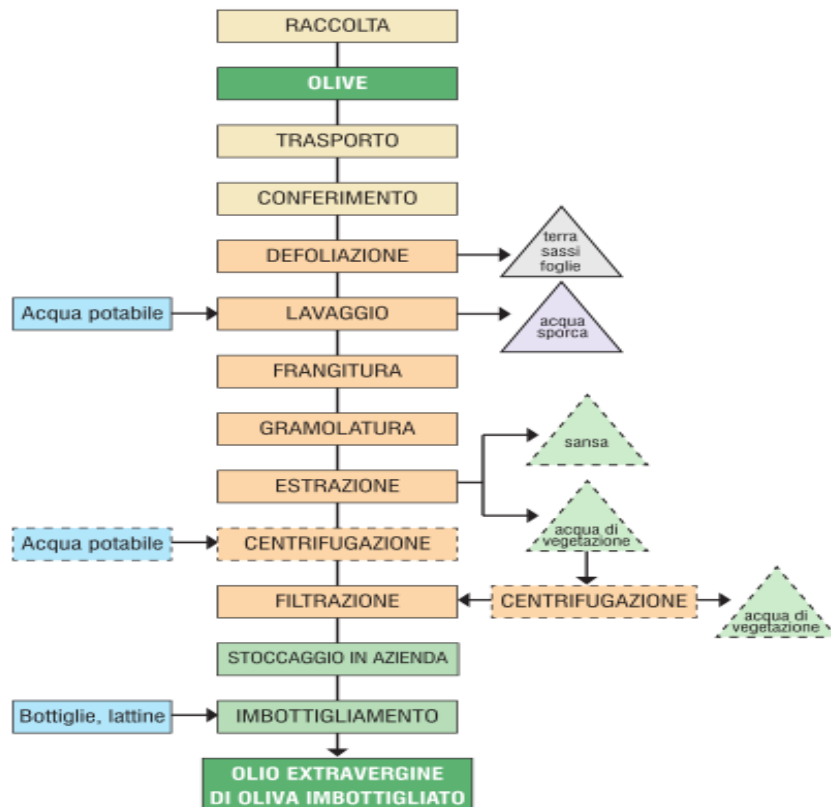 RACCOLTA
OLIVE
TRASPORTO
CONFERIMENTO
DEFOLIAZIONE
terra
sassi
foglie
Acqua potabile
LAVAGGIO
acqua
sporca
FRANGITURA
GRAMOLATURA
sansa
ESTRAZIONE
acqua di
vegetazione
Acqua potabile
CENTRIFUGAZIONE
FILTRAZIONE
CENTRIFUGAZIONE
acqua di
vegetazione
STOCCAGGIO IN AZIENDA
Bottiglie, lattine
IMBOTTIGLIAMENTO
OLIO EXTRAVERGINE
DI OLIVA IMBOTTIGLIATO